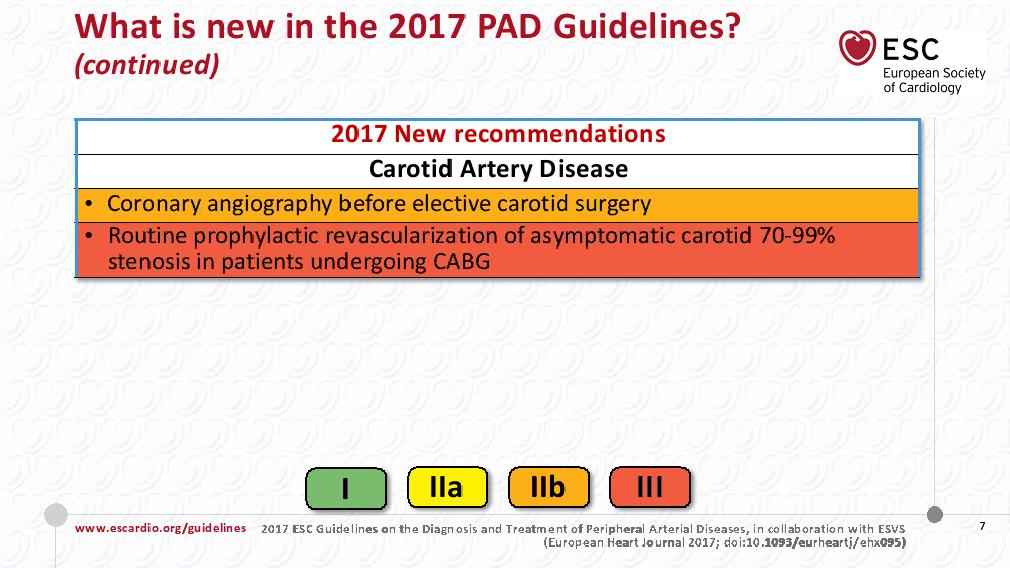 What is new in the 2017 PAD Guidelines?
(continued)
ESC
European Society
of Cardiology
2017 New recommendations
Carotid Artery Disease
• Coronary angiography before elective carotid surgery
• Routine prophylactic revascularization of asymptomatic carotid 70-99%
stenosis in patients undergoing CABG
I IIa IIb III
www.escardio.org/guidelines 2017 ESC Guidelines on the Diagnosis and Treatment of Peripheral Arterial Diseases, in collaboration with ESVS
(European Heart Journal 2017; doi:10.1093/eurheartj/ehx095)
7